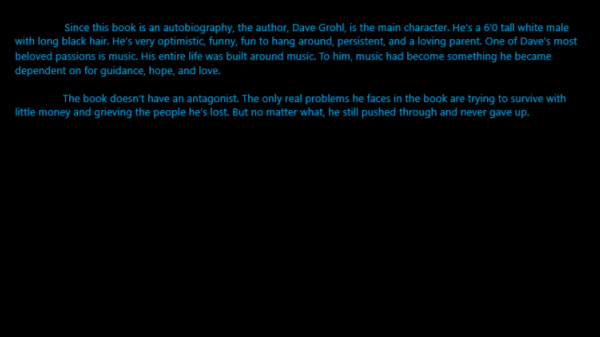 Since this book is an autobiography, the author, Dave Grohl, is the main character. He's a 6'0 tall white male
with long black hair. He's very optimistic, funny, fun to hang around, persistent, and a loving parent. One of Dave's most
beloved passions is music. His entire life was built around music. To him, music had become something he became
dependent on for guidance, hope, and love.
The book doesn't have an antagonist. The only real problems he faces in the book are trying to survive with
little money and grieving the people he's lost. But no matter what, he still pushed through and never gave up.